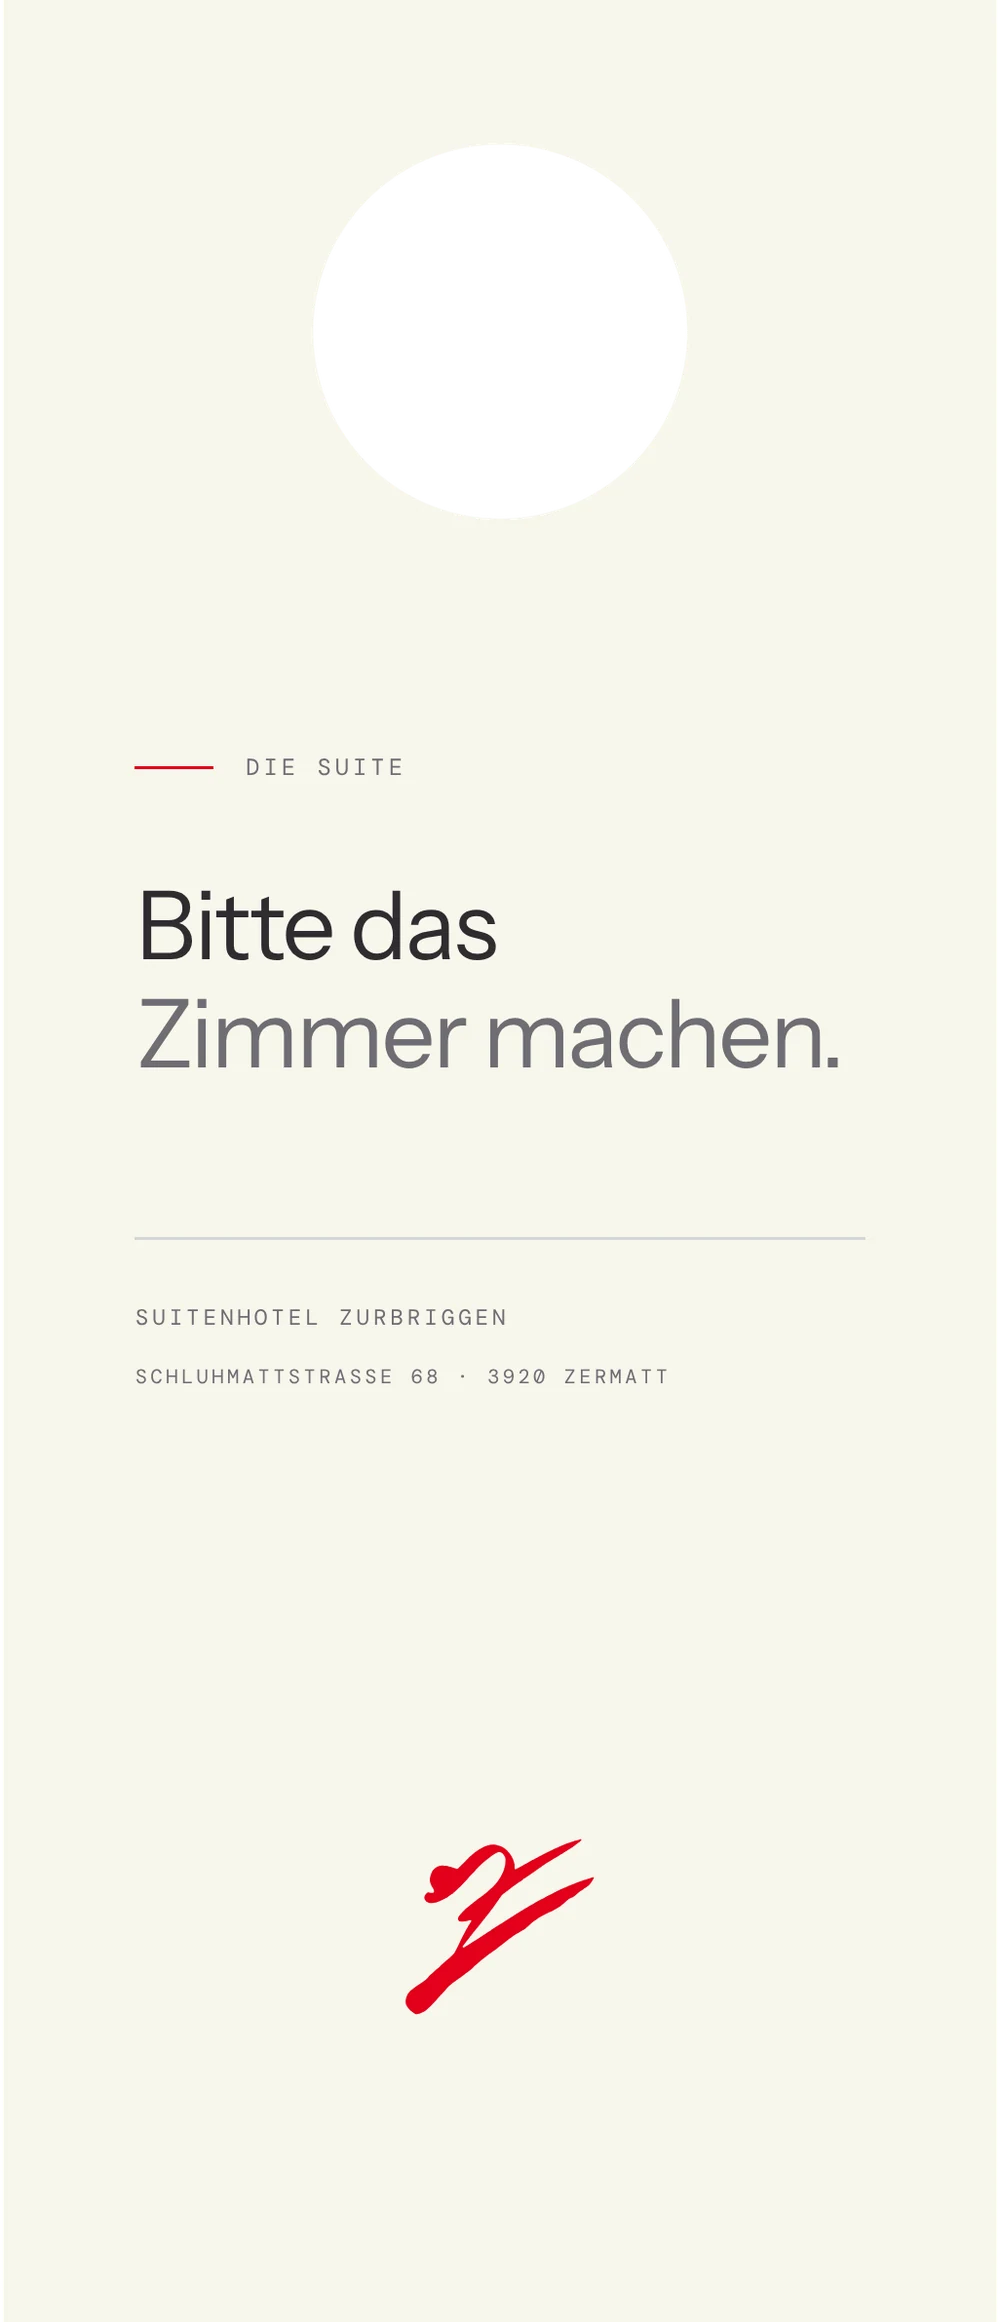 DIE SUITE
Bitte das
Zimmer machen.
SUITENHOTEL ZURBRIGGEN
SCHLUHMATTSTRASSE 68 · 3920 ZERMATT